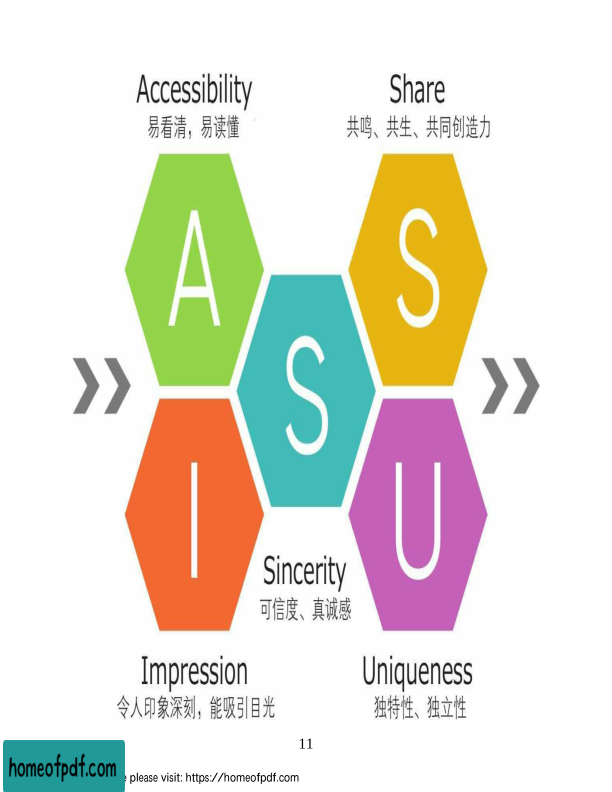 Accessibility
易看清，易读懂
Share
共鸣、共生、共同创造力
A
S
S
I
U
Sincerity
可信度、真诚感
Impression
令人印象深刻，能吸引目光
Uniqueness
独特性、独立性
11
homeofpdf.com
please visit: https://homeofpdf.com